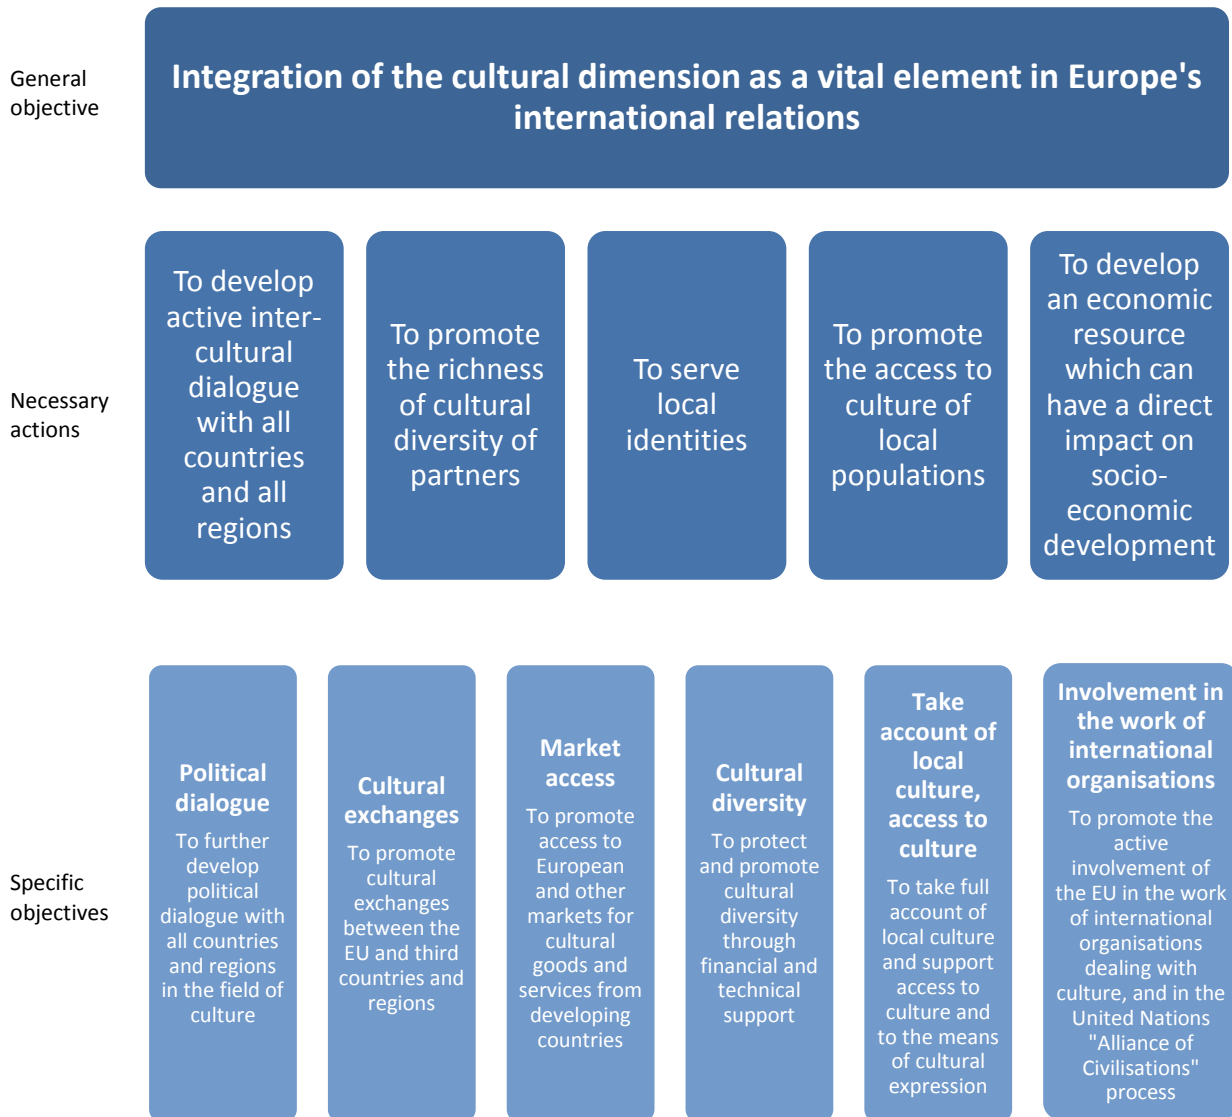 General
objective
Integration of the cultural dimension as a vital element in Europe's
international relations
Necessary
actions
To develop
active inter-
cultural
dialogue
with all
countries
and all
regions
To promote
the richness
of cultural
diversity of
partners
To serve
local
identities
To promote
the access to
culture of
local
populations
To develop
an economic
resource
which can
have a direct
impact on
socio-
economic
development
Specific
objectives
Political
dialogue
To further
develop
political
dialogue with
all countries
and regions
in the field of
culture
Cultural
exchanges
To promote
cultural
exchanges
between the
EU and third
countries and
regions
Market
access
To promote
access to
European
and other
markets for
cultural
goods and
services from
developing
countries
Cultural
diversity
To protect
and promote
cultural
diversity
through
financial and
technical
support
Take
account of
local
culture,
access to
culture
To take full
account of
local culture
and support
access to
culture and
to the means
of cultural
expression
Involvement in
the work of
international
organisations
To promote the
active
involvement of
the EU in the work
of international
organisations
dealing with
culture, and in the
United Nations
"Alliance of
Civilisations"
process